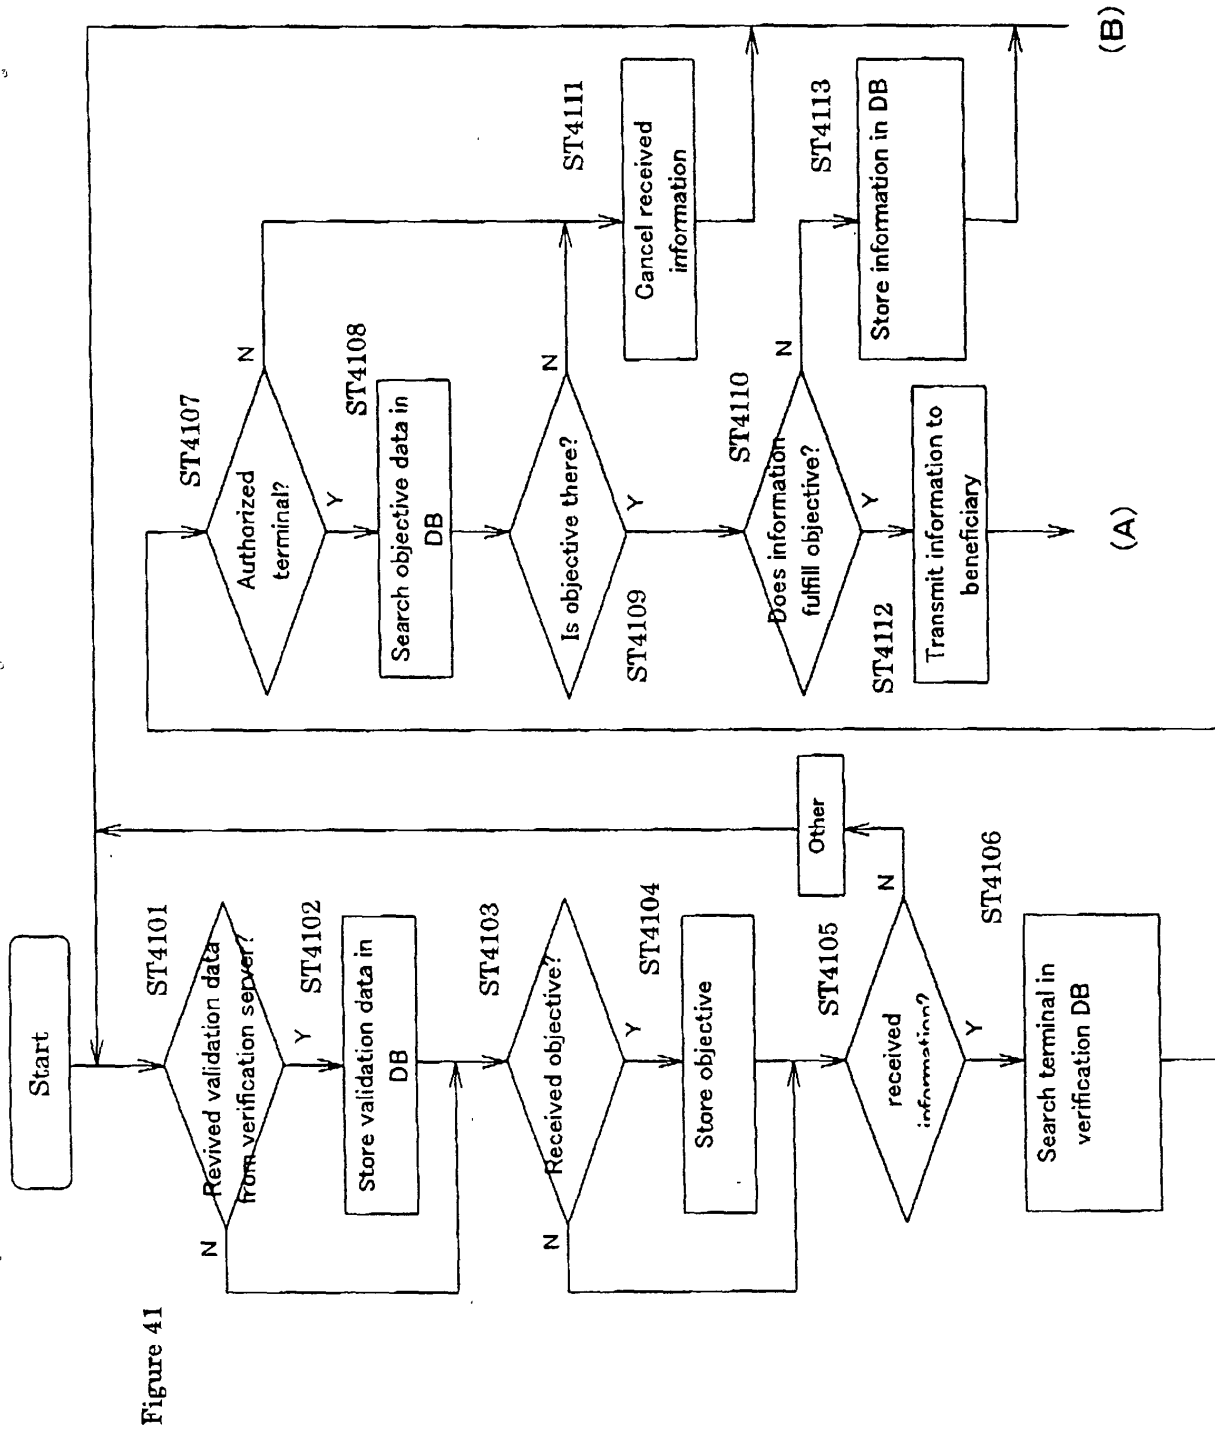 Figure 41
Start
ST4101
Revived validation data
from verification server?
N
Y
ST4102
Store validation data in
DB
ST4103
Received objective?
N
Y
ST4104
Store objective
ST4105
received
information?
N
Y
Other
ST4106
Search terminal in
verification DB
ST4107
Authorized
terminal?
N
Y
ST4108
Search objective data in
DB
Is objective there?
ST4109
N
Y
ST4110
Does information
fulfill objective?
N
Y
ST4111
Cancel received
information
ST4112
Transmit information to
beneficiary
ST4113
Store information in DB
(A)
(B)